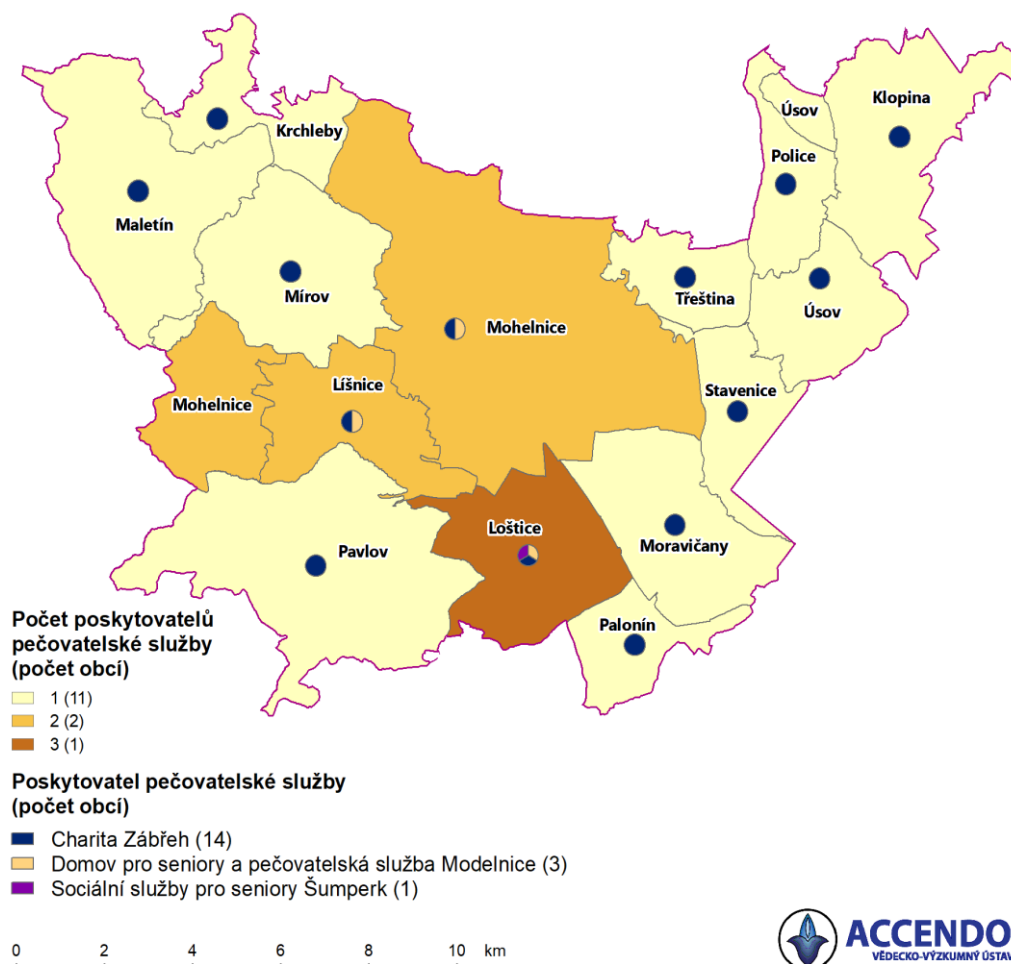 Klopina
Úsov
Krchleby
Police
Maletín
Mírov
Třeština
Úsov
Mohelnice
Líšnice
Mohelnice
Stavenice
Loštice
Pavlov
Moravičany
Palonín
Počet poskytovatelů
pečovatelské služby
(počet obcí)
1 (11)
2 (2)
3 (1)
Poskytovatel pečovatelské služby
(počet obcí)
Charita Zábřeh (14)
Domov pro seniory a pečovatelská služba Modelnice (3)
Sociální služby pro seniory Šumperk (1)
0 2 4 6 8 10 km
ACCENDO
VĚDECKO-VÝZKUMNÝ ÚSTAV